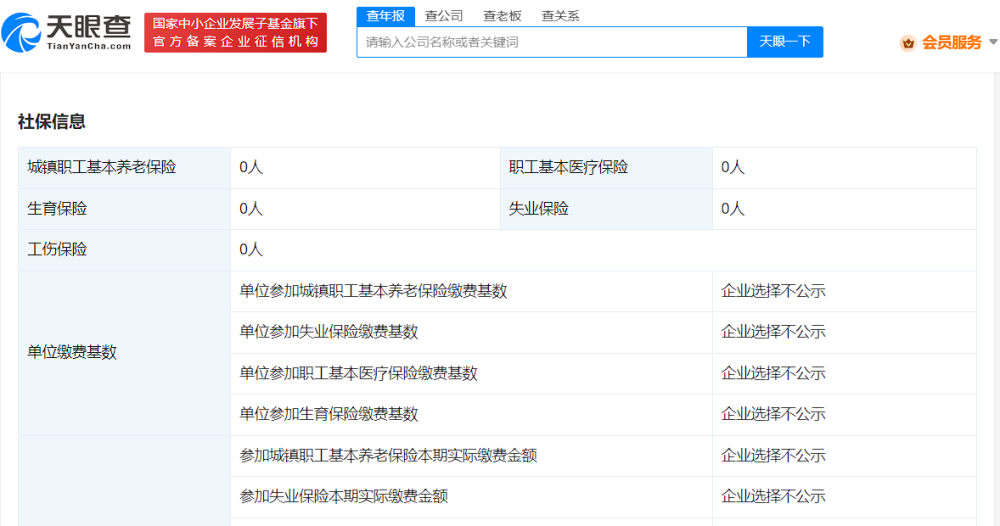 天眼查
TianYanCha.com
国家中小企业发展子基金旗下
官方备案企业征信机构
查年报 查公司 查老板 查关系
请输入公司名称或者关键词 天眼一下
会员服务
社保信息
城镇职工基本养老保险 0人 职工基本医疗保险 0人
生育保险 0人 失业保险 0人
工伤保险 0人
单位缴费基数
单位参加城镇职工基本养老保险缴费基数 企业选择不公示
单位参加失业保险缴费基数 企业选择不公示
单位参加职工基本医疗保险缴费基数 企业选择不公示
单位参加生育保险缴费基数 企业选择不公示
参加城镇职工基本养老保险本期实际缴费金额 企业选择不公示
参加失业保险本期实际缴费金额 企业选择不公示